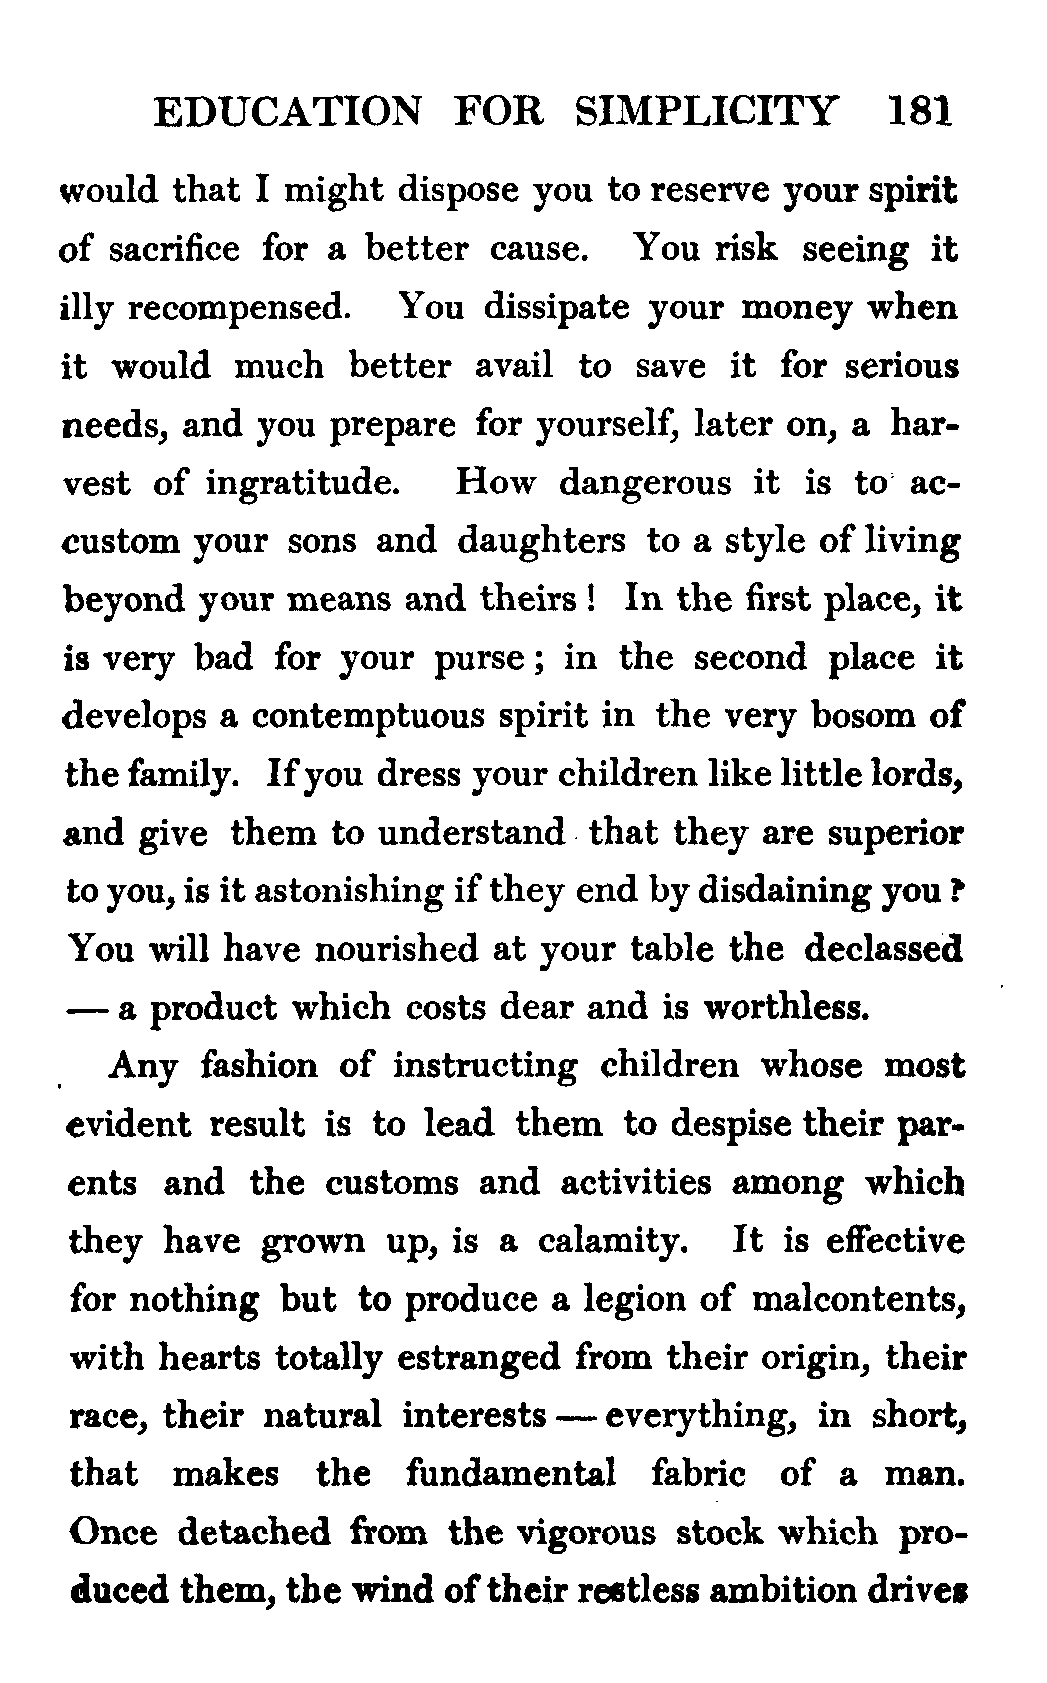 EDUCATION FOR SIMPLICITY 181
would that I might dispose you to reserve your spirit
of sacrifice for a better cause. You risk seeing it
illy recompensed. You dissipate your money when
it would much better avail to save it for serious
needs, and you prepare for yourself, later on, a har-
vest of ingratitude. How dangerous it is to ac-
custom your sons and daughters to a style of living
beyond your means and theirs! In the first place, it
is very bad for your purse; in the second place it
develops a contemptuous spirit in the very bosom of
the family. If you dress your children like little lords,
and give them to understand that they are superior
to you, is it astonishing if they end by disdaining you?
You will have nourished at your table the declassed
— a product which costs dear and is worthless.
Any fashion of instructing children whose most
evident result is to lead them to despise their par-
ents and the customs and activities among which
they have grown up, is a calamity. It is effective
for nothing but to produce a legion of malcontents,
with hearts totally estranged from their origin, their
race, their natural interests — everything, in short,
that makes the fundamental fabric of a man.
Once detached from the vigorous stock which pro-
duced them, the wind of their restless ambition drives